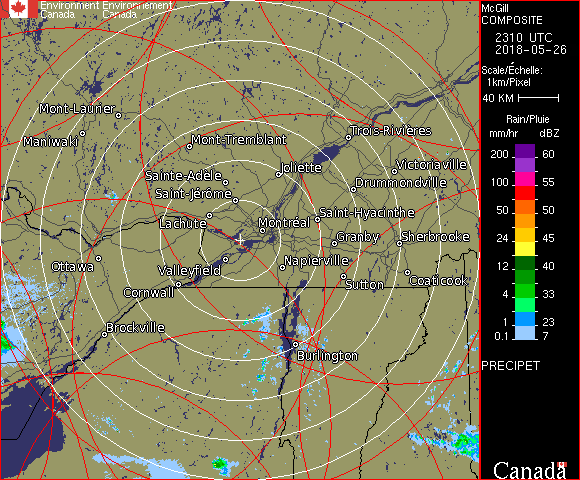 Environment Environnement
Canada Canada
McGill
COMPOSITE
2310 UTC
2018-05-26
Scale/Échelle:
1km/Pixel
40 KM
Rain/Pluie
mm/hr dBZ
200 60
150 57
100 55
50 50
24 45
12 40
4 33
1 23
0.1 7
PRECIPET
Mont-Laurier
Maniwaki
Mont-Tremblant
Trois-Rivières
Sainte-Adèle
Joliette
Victoriaville
Saint-Jérôme
Drummondville
Lachute
Montréal
Saint-Hyacinthe
Granby
Sherbrooke
Ottawa
Valleyfield
Napierville
Cornwall
Sutton
Coaticook
Brockville
Burlington
Canada